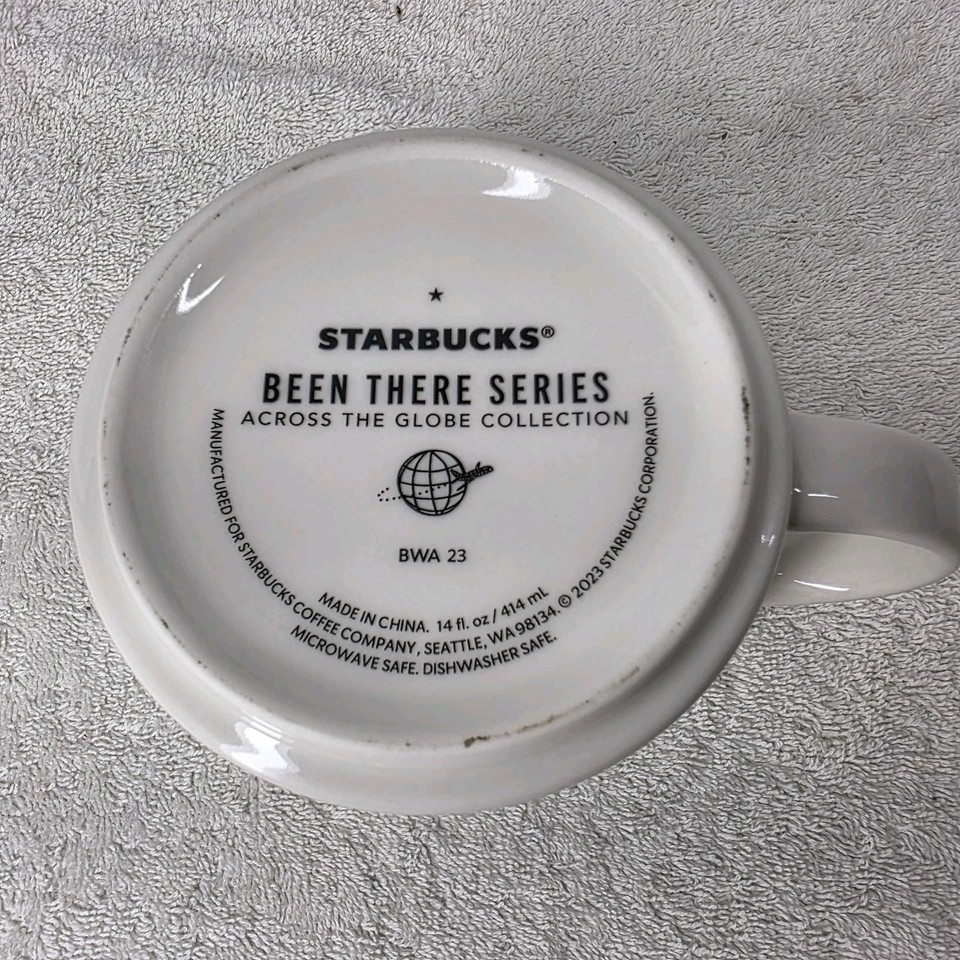 STARBUCKS®
BEEN THERE SERIES
ACROSS THE GLOBE COLLECTION
BWA 23
MADE IN CHINA. 14 fl. oz / 414 mL
MANUFACTURED FOR STARBUCKS COFFEE COMPANY, SEATTLE, WA 98134. © 2023 STARBUCKS CORPORATION.
MICROWAVE SAFE. DISHWASHER SAFE.